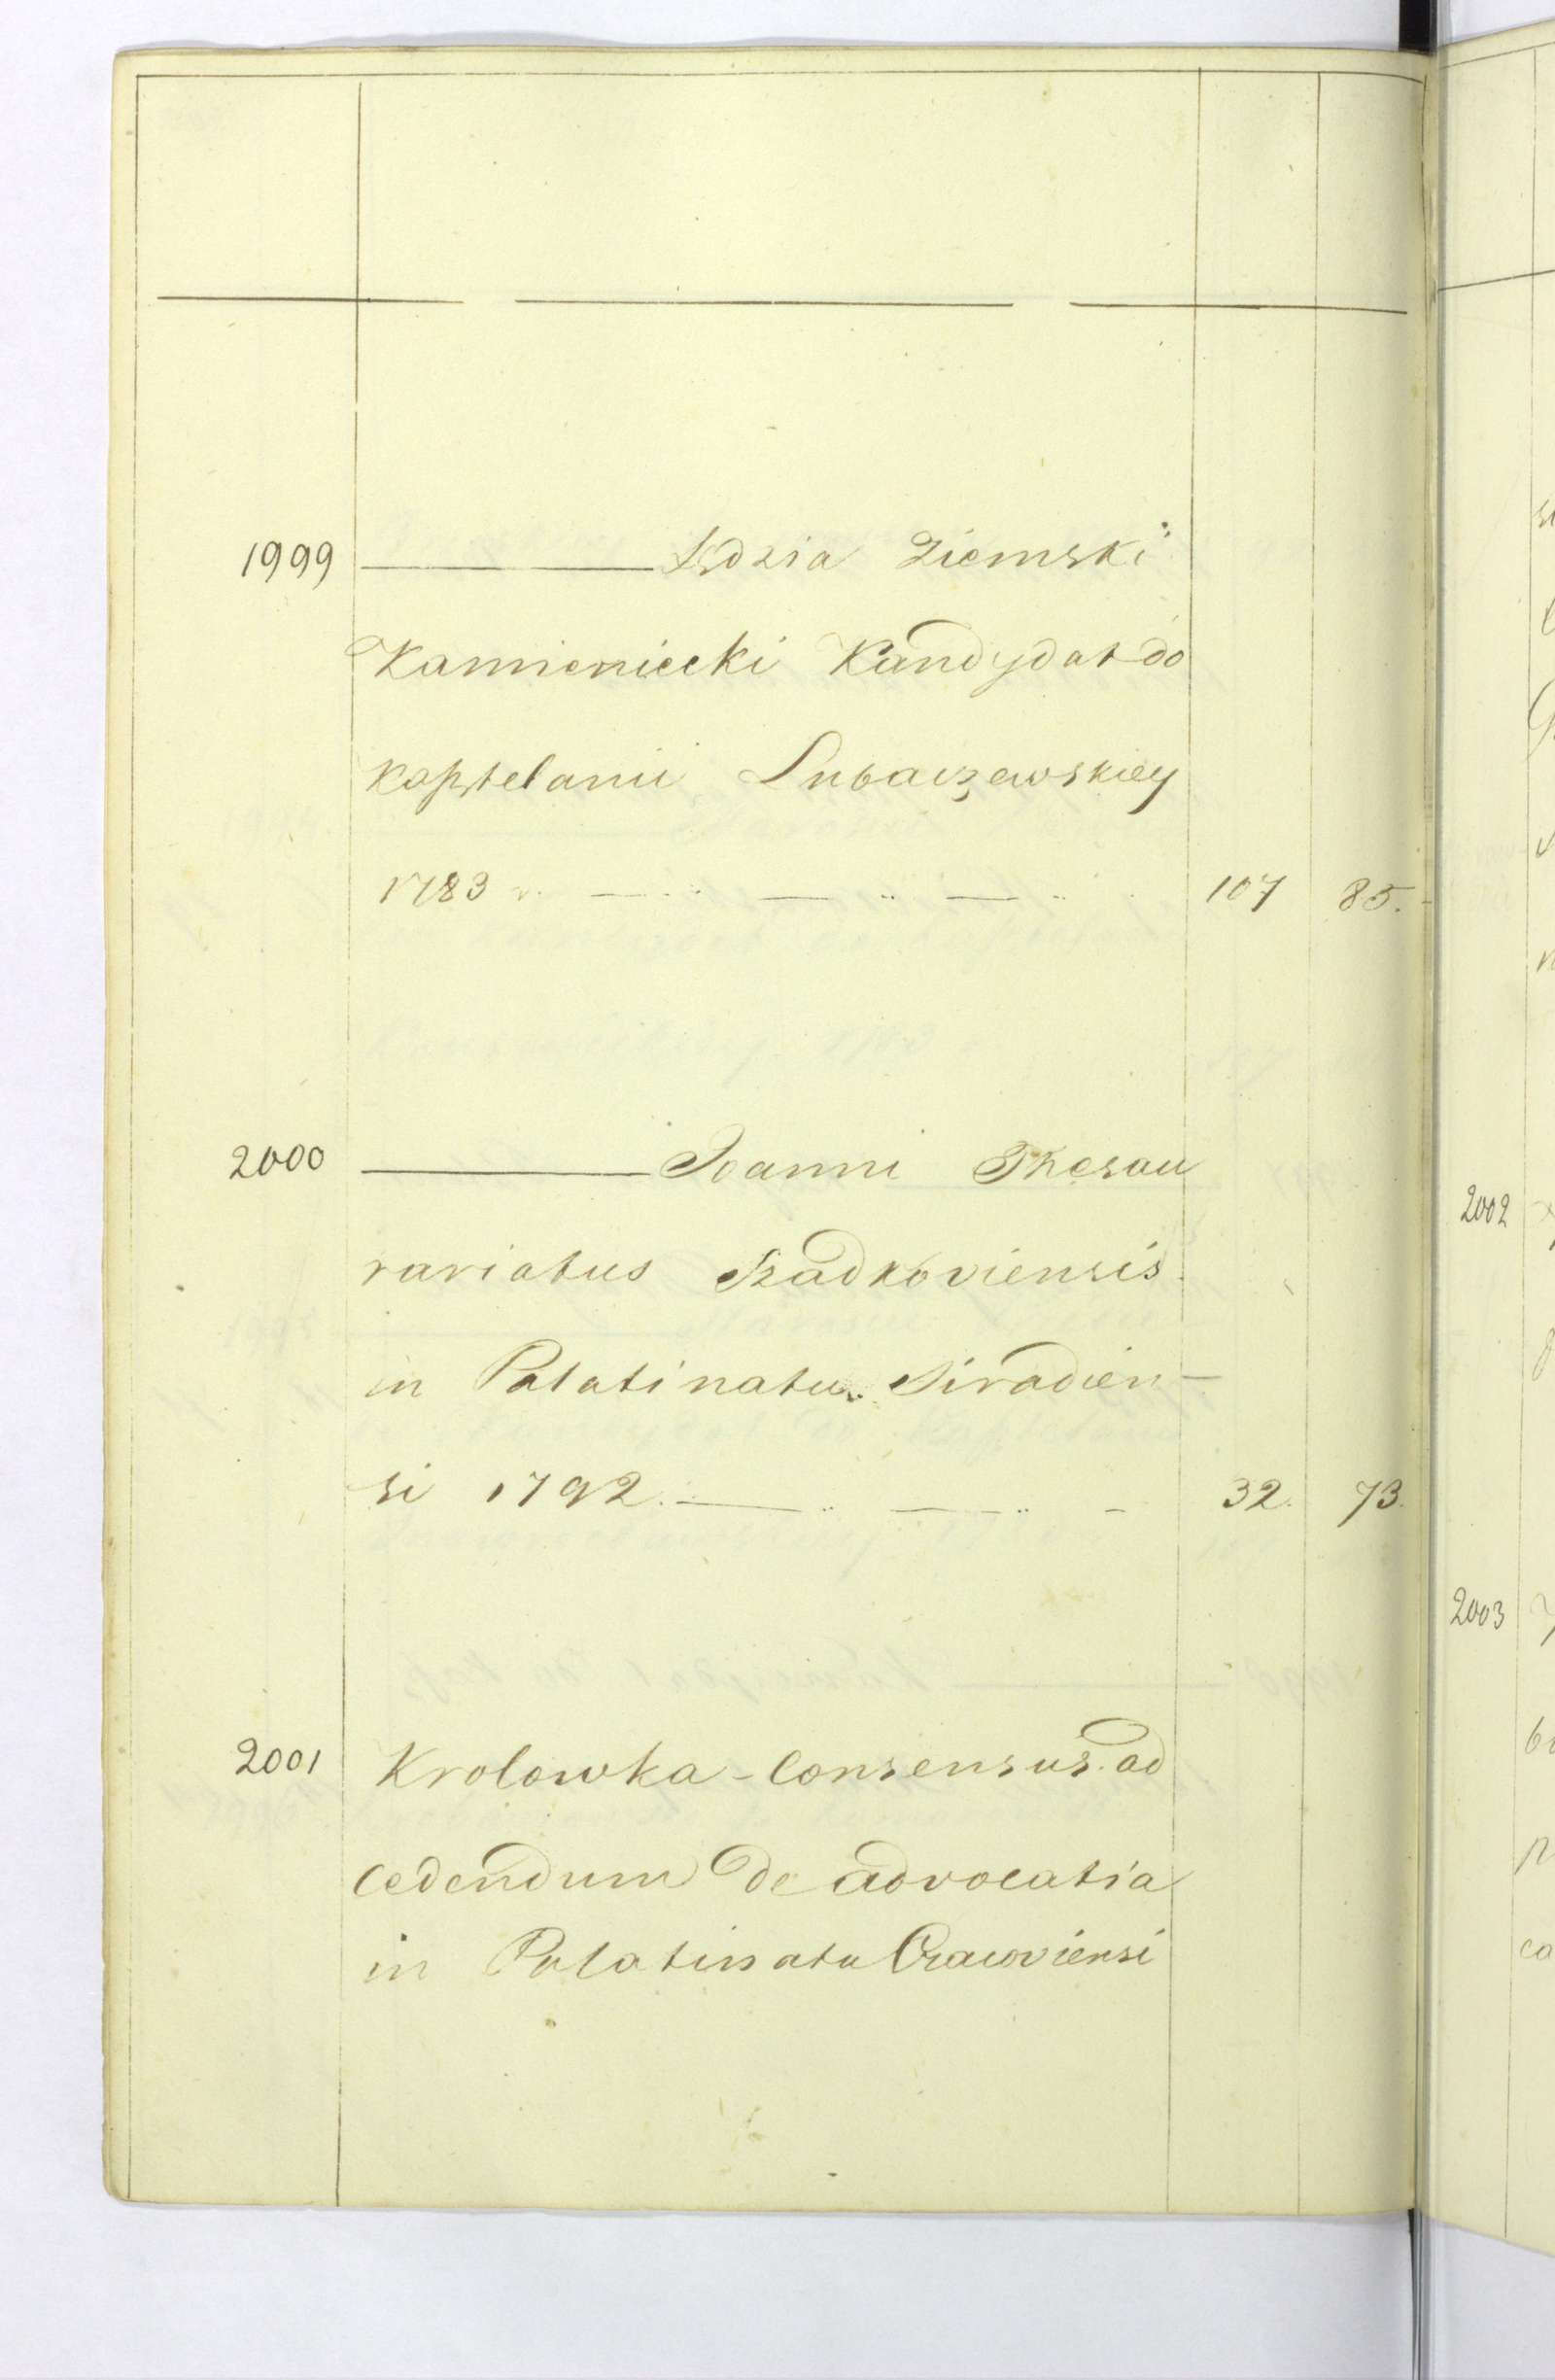 1999 ——— Sędzia Ziemski
Kamieniecki Kandydat do
Kasztelanii Lubaczewskiey
1783 r. — .. — .. — .. 107 85.
2000 ——— Joanni Thesau
rariatus Szadkoviensis
in Palatinatu Siradien-
si 1792. — .. — .. - 32. 73.
2001 Krolowka - Consensus ad
cedendum de advocatia
in Palatinatu Cracoviensi
2002
2003